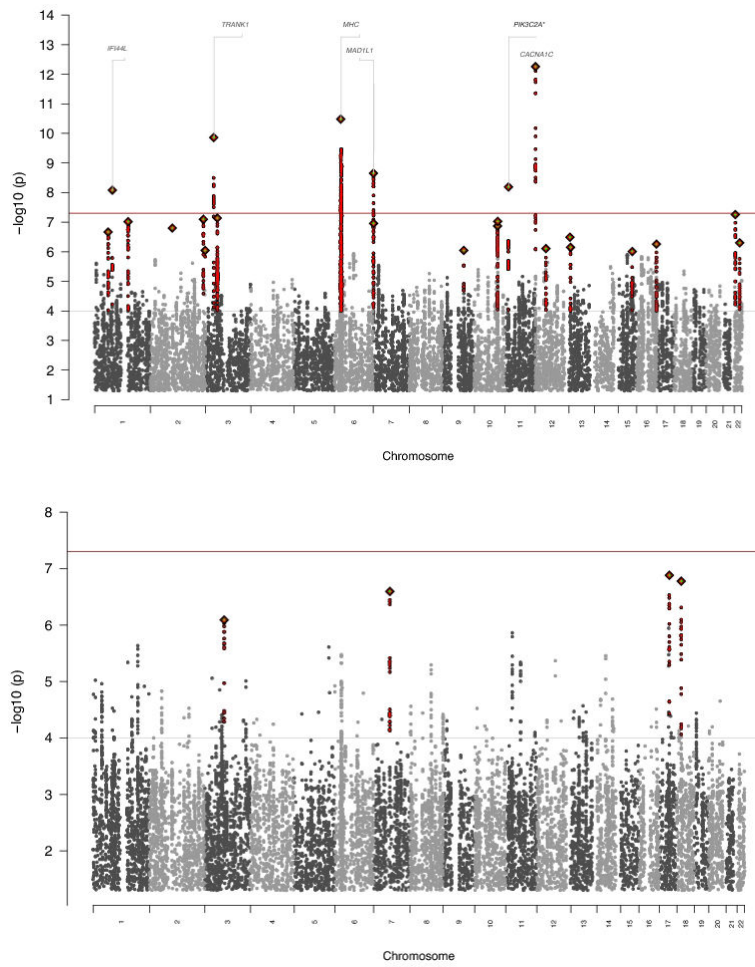 14
13
12
11
10
9
8
7
6
5
4
3
2
1
−log10 (p)
IFI44L
TRANK1
MHC
MAD1L1
PIK3C2A*
CACNA1C
1 2 3 4 5 6 7 8 9 10 11 12 13 14 15 16 17 18 19 20 21 22
Chromosome
8
7
6
5
4
3
2
−log10 (p)
1 2 3 4 5 6 7 8 9 10 11 12 13 14 15 16 17 18 19 20 21 22
Chromosome